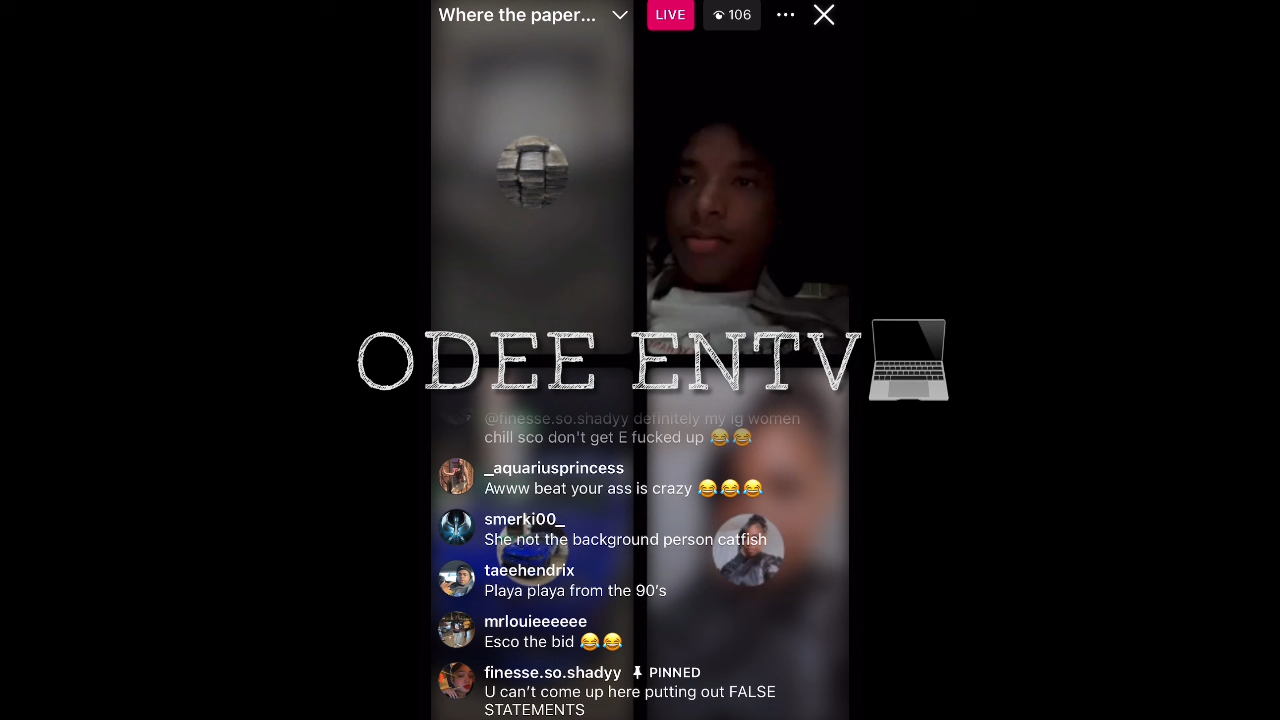 Where the paper...
LIVE
106
ODEE ENTV
@finesse.so.shadyy definitely my ig women
chill sco don't get E fucked up 😂😂
_aquariusprincess
Awww beat your ass is crazy 😂😂😂
smerki00_
She not the background person catfish
taeehendrix
Playa playa from the 90's
mrlouieeeeee
Esco the bid 😂😂
finesse.so.shadyy PINNED
U can't come up here putting out FALSE
STATEMENTS